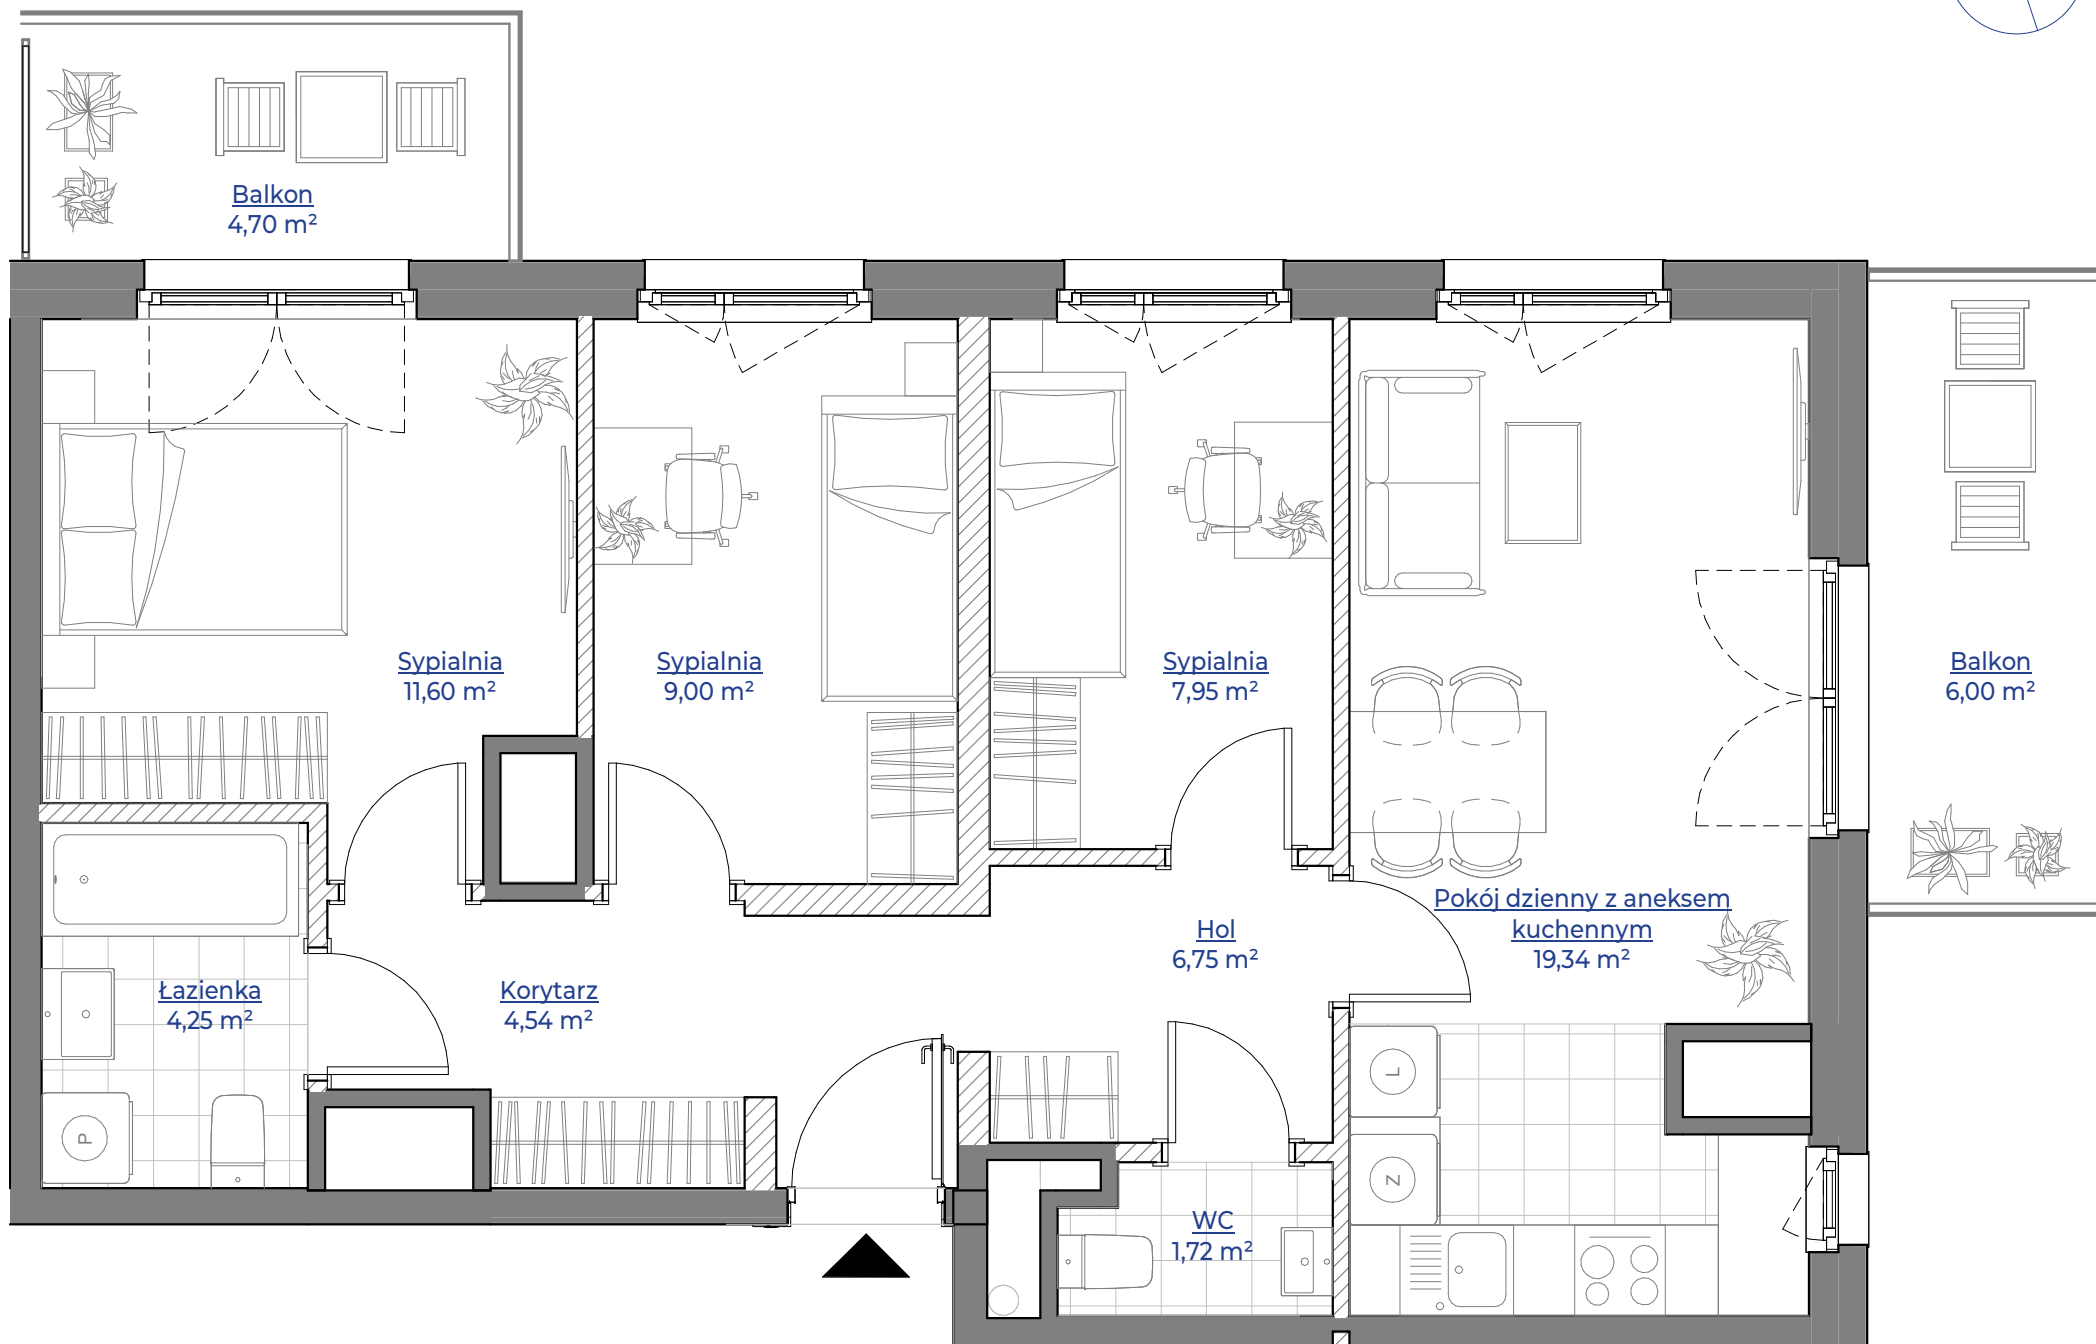 Balkon
4,70 m²
Sypialnia
11,60 m²
Sypialnia
9,00 m²
Sypialnia
7,95 m²
Balkon
6,00 m²
Pokój dzienny z aneksem
kuchennym
19,34 m²
Hol
6,75 m²
Łazienka
4,25 m²
Korytarz
4,54 m²
L
P
Z
WC
1,72 m²